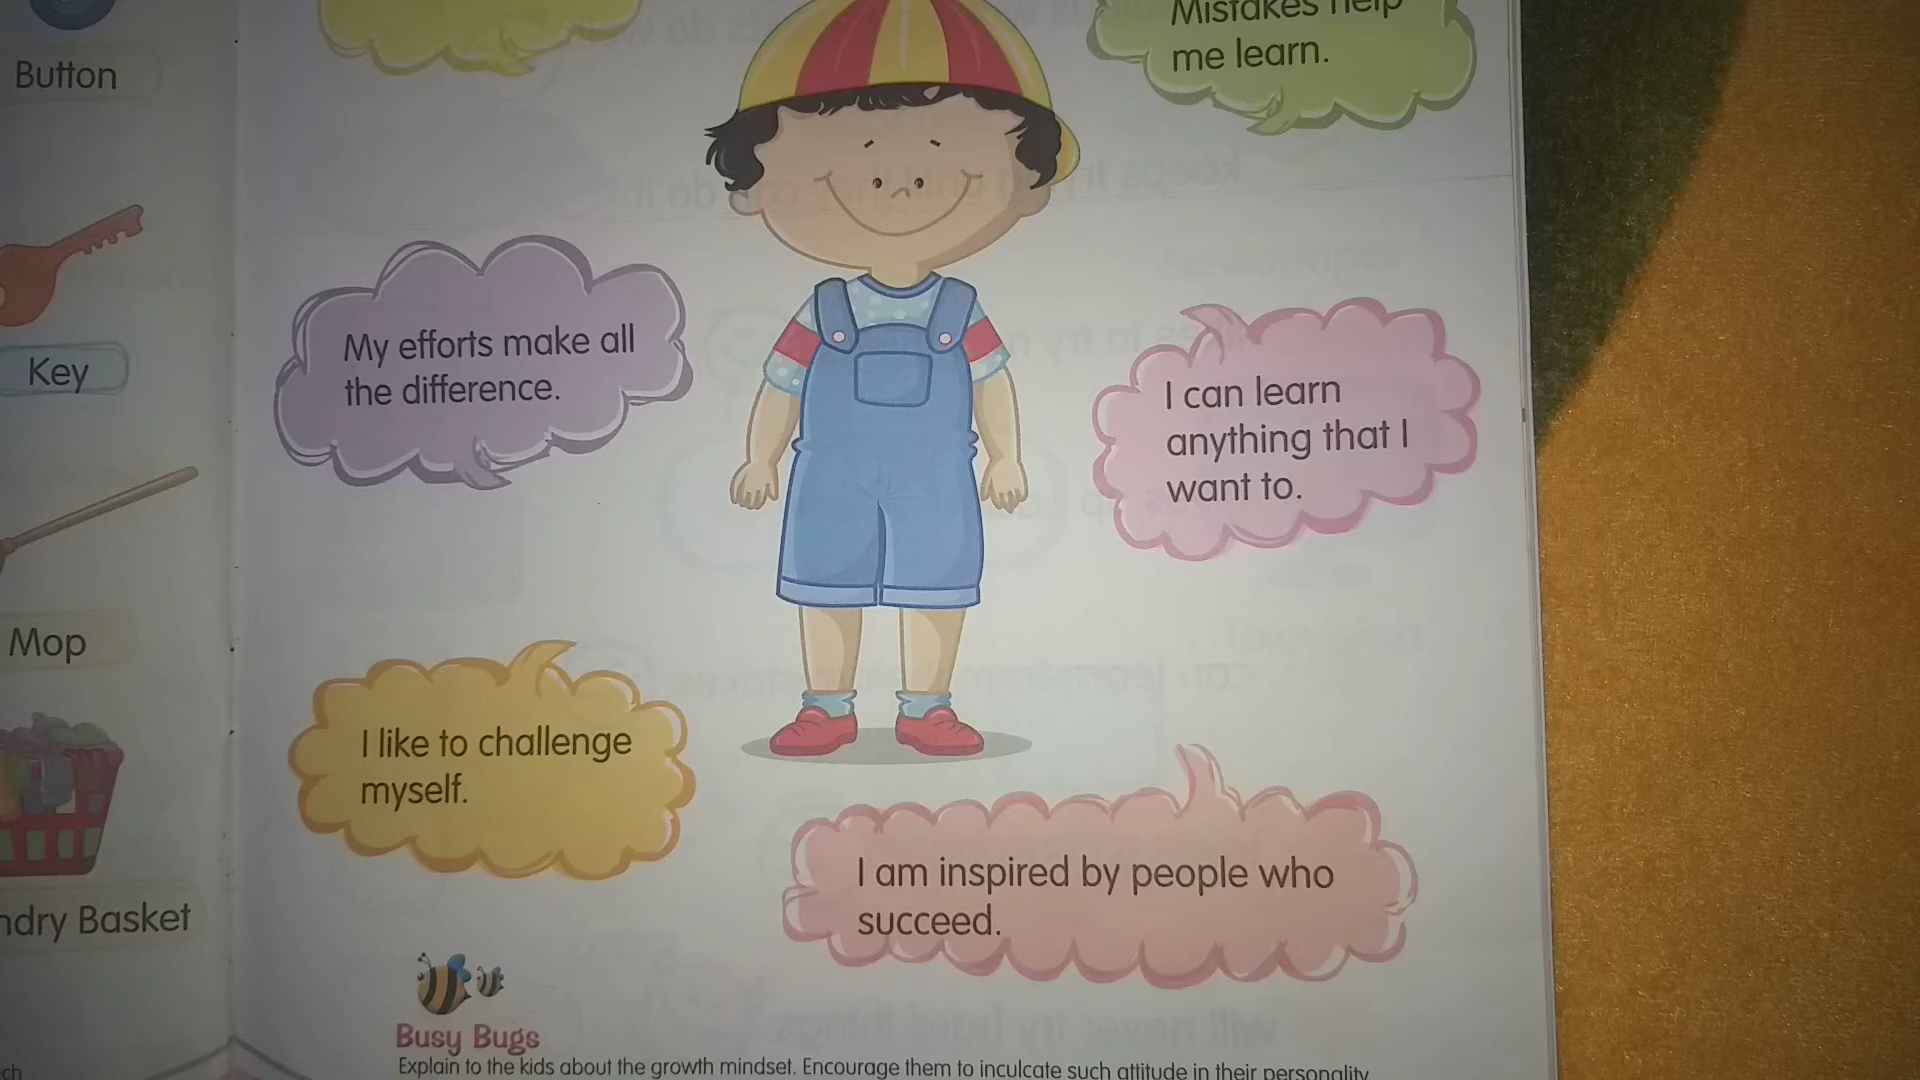 Button
Key
Mop
Basket
Mistakes help
me learn.
My efforts make all
the difference.
I can learn
anything that I
want to.
I like to challenge
myself.
I am inspired by people who
succeed.
Busy Bugs
Explain to the kids about the growth mindset. Encourage them to inculcate such attitude in their personality